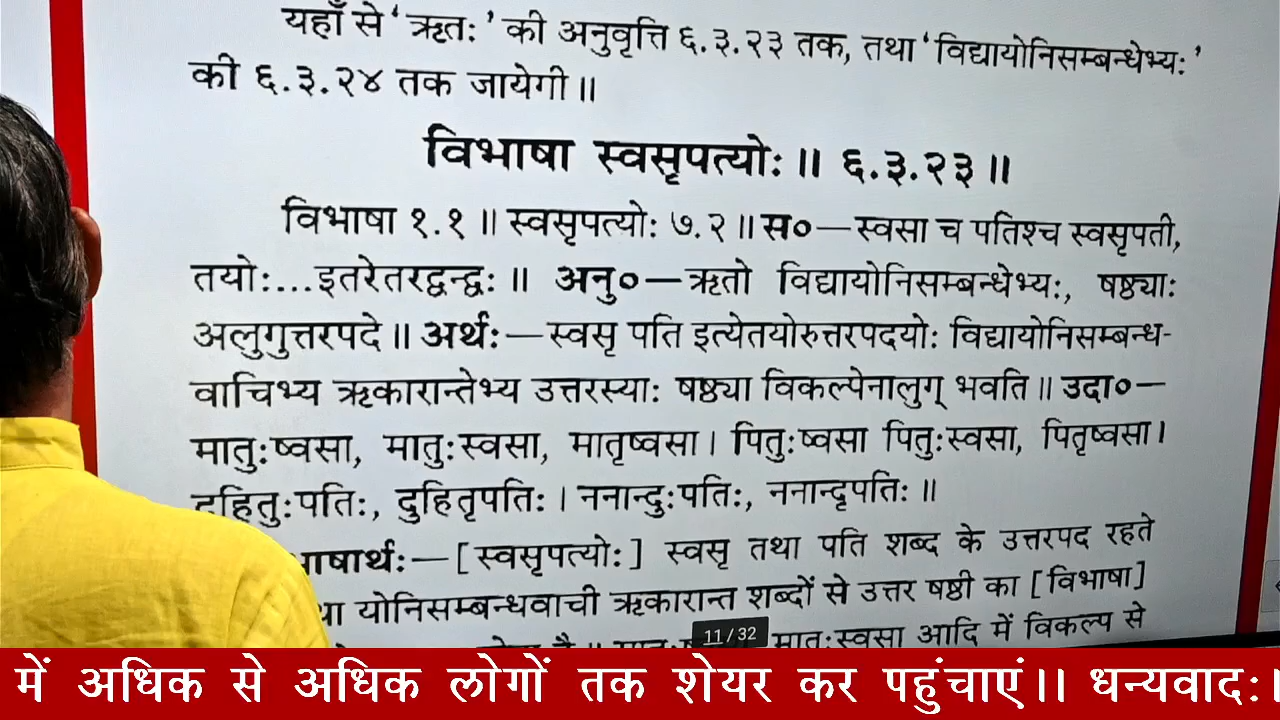 यहाँ से ‘ऋतः’ की अनुवृत्ति ६.३.२३ तक, तथा ‘विद्यायोनिसम्बन्धेभ्यः’
की ६.३.२४ तक जायेगी॥
विभाषा स्वसृपत्योः॥ ६.३.२३॥
विभाषा १.१॥ स्वसृपत्योः ७.२॥ स०—स्वसा च पतिश्च स्वसृपती,
तयोः...इतरेतरद्वन्द्वः॥ अनु०—ऋतो विद्यायोनिसम्बन्धेभ्यः, षष्ठ्याः
अलुगुत्तरपदे॥ अर्थः—स्वसृ पति इत्येतयोरुत्तरपदयोः विद्यायोनिसम्बन्ध-
वाचिभ्य ऋकारान्तेभ्य उत्तरस्याः षष्ठ्या विकल्पेनालुग् भवति॥ उदा०—
मातुःष्वसा, मातुःस्वसा, मातृष्वसा। पितुःष्वसा पितुःस्वसा, पितृष्वसा।
दुहितुःपतिः, दुहितृपतिः। ननान्दुःपतिः, ननान्दृपतिः॥
भाषार्थः—[स्वसृपत्योः] स्वसृ तथा पति शब्द के उत्तरपद रहते
योनिसम्बन्धवाची ऋकारान्त शब्दों से उत्तर षष्ठी का [विभाषा]
मातुःस्वसा आदि में विकल्प से
11 / 32
में अधिक से अधिक लोगों तक शेयर कर पहुंचाएं।। धन्यवादः।